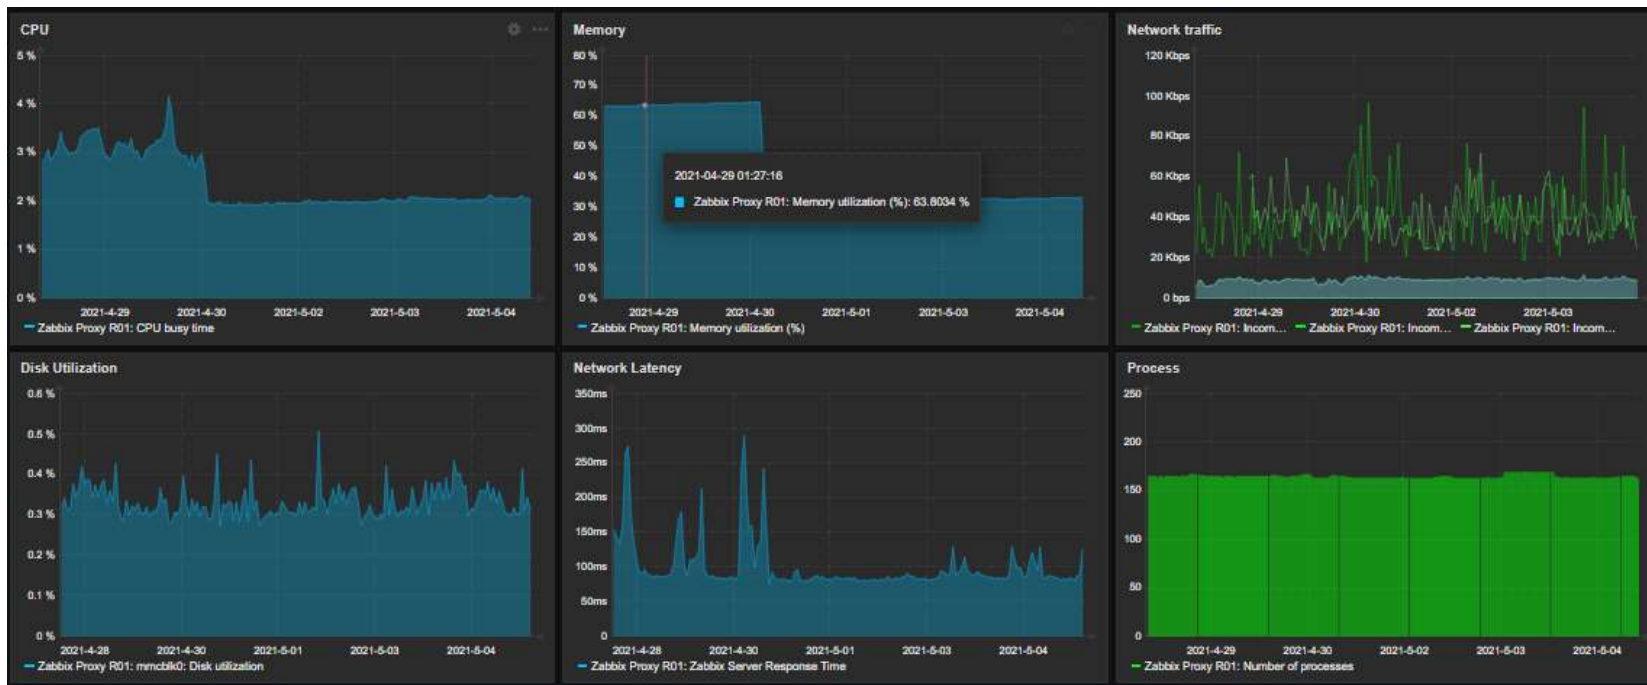 CPU
5 %
4 %
3 %
2 %
1 %
0 %
2021-4-29 2021-4-30 2021-5-02 2021-5-03 2021-5-04
Zabbix Proxy R01: CPU busy time
Memory
80 %
70 %
60 %
50 %
40 %
30 %
20 %
10 %
0 %
2021-04-29 01:27:16
Zabbix Proxy R01: Memory utilization (%): 63.8034 %
2021-4-29 2021-4-30 2021-5-01 2021-5-03 2021-5-04
Zabbix Proxy R01: Memory utilization (%)
Network traffic
120 Kbps
100 Kbps
80 Kbps
60 Kbps
40 Kbps
20 Kbps
0 bps
2021-4-29 2021-4-30 2021-5-02 2021-5-03
Zabbix Proxy R01: Incom... Zabbix Proxy R01: Incom... Zabbix Proxy R01: Incom...
Disk Utilization
0.6 %
0.5 %
0.4 %
0.3 %
0.2 %
0.1 %
0 %
2021-4-28 2021-4-30 2021-5-01 2021-5-03 2021-5-04
Zabbix Proxy R01: mmcblk0: Disk utilization
Network Latency
350ms
300ms
250ms
200ms
150ms
100ms
50ms
0
2021-4-28 2021-4-30 2021-5-01 2021-5-03 2021-5-04
Zabbix Proxy R01: Zabbix Server Response Time
Process
250
200
150
100
50
0
2021-4-29 2021-4-30 2021-5-02 2021-5-03 2021-5-04
Zabbix Proxy R01: Number of processes